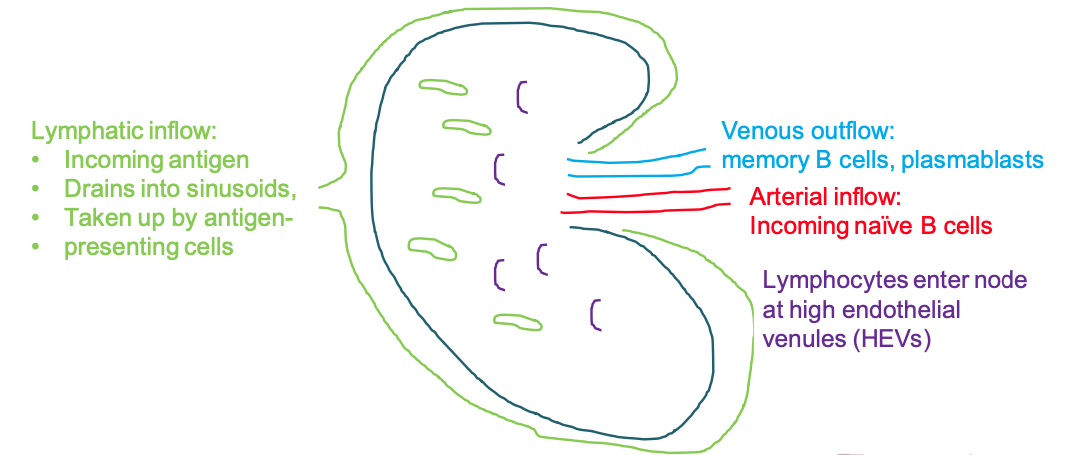 Lymphatic inflow:
• Incoming antigen
• Drains into sinusoids,
• Taken up by antigen-
• presenting cells
Venous outflow:
memory B cells, plasmablasts
Arterial inflow:
Incoming naïve B cells
Lymphocytes enter node
at high endothelial
venules (HEVs)